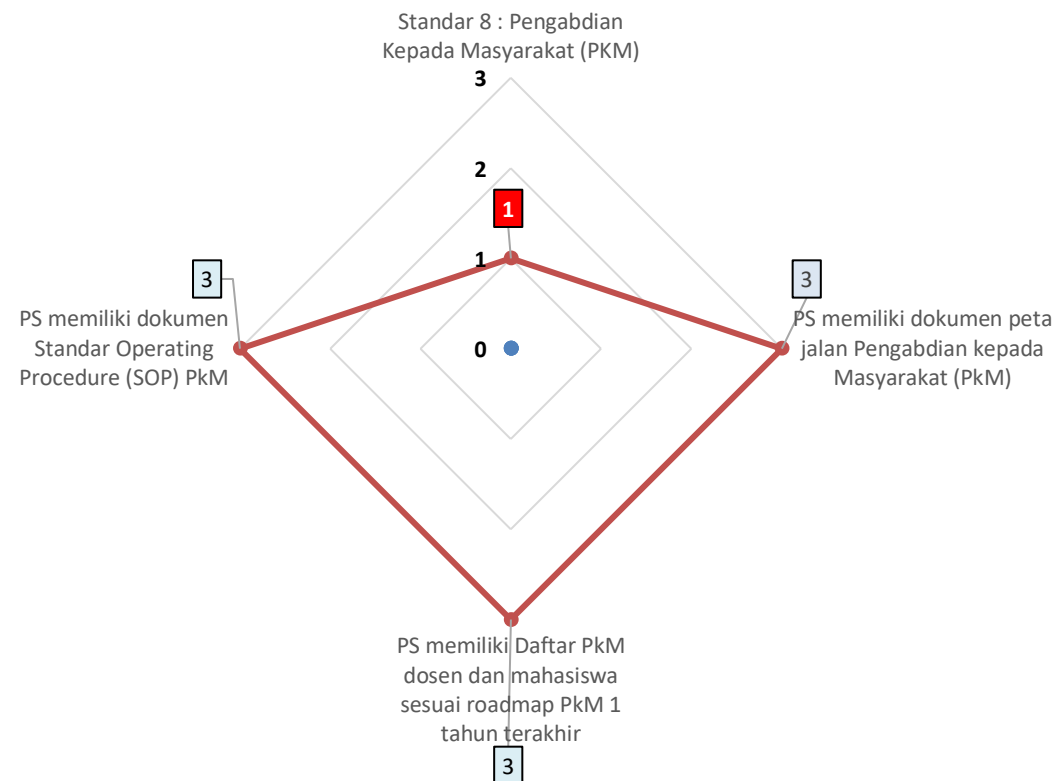 Standar 8 : Pengabdian
Kepada Masyarakat (PKM)
3
2
1
1
0
3
PS memiliki dokumen
Standar Operating
Procedure (SOP) PkM
3
PS memiliki dokumen peta
jalan Pengabdian kepada
Masyarakat (PkM)
PS memiliki Daftar PkM
dosen dan mahasiswa
sesuai roadmap PkM 1
tahun terakhir
3